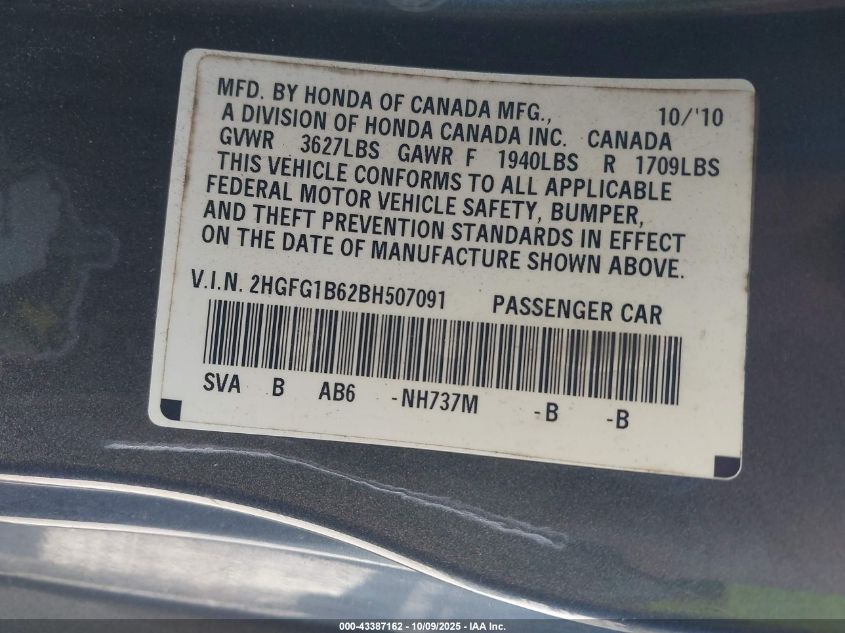 MFD. BY HONDA OF CANADA MFG., 10/'10
A DIVISION OF HONDA CANADA INC. CANADA
GVWR 3627LBS GAWR F 1940LBS R 1709LBS
THIS VEHICLE CONFORMS TO ALL APPLICABLE
FEDERAL MOTOR VEHICLE SAFETY, BUMPER,
AND THEFT PREVENTION STANDARDS IN EFFECT
ON THE DATE OF MANUFACTURE SHOWN ABOVE.
V.I.N. 2HGFG1B62BH507091 PASSENGER CAR
SVA B AB6 -NH737M -B -B
000-43387162 - 10/09/2025 - IAA Inc.